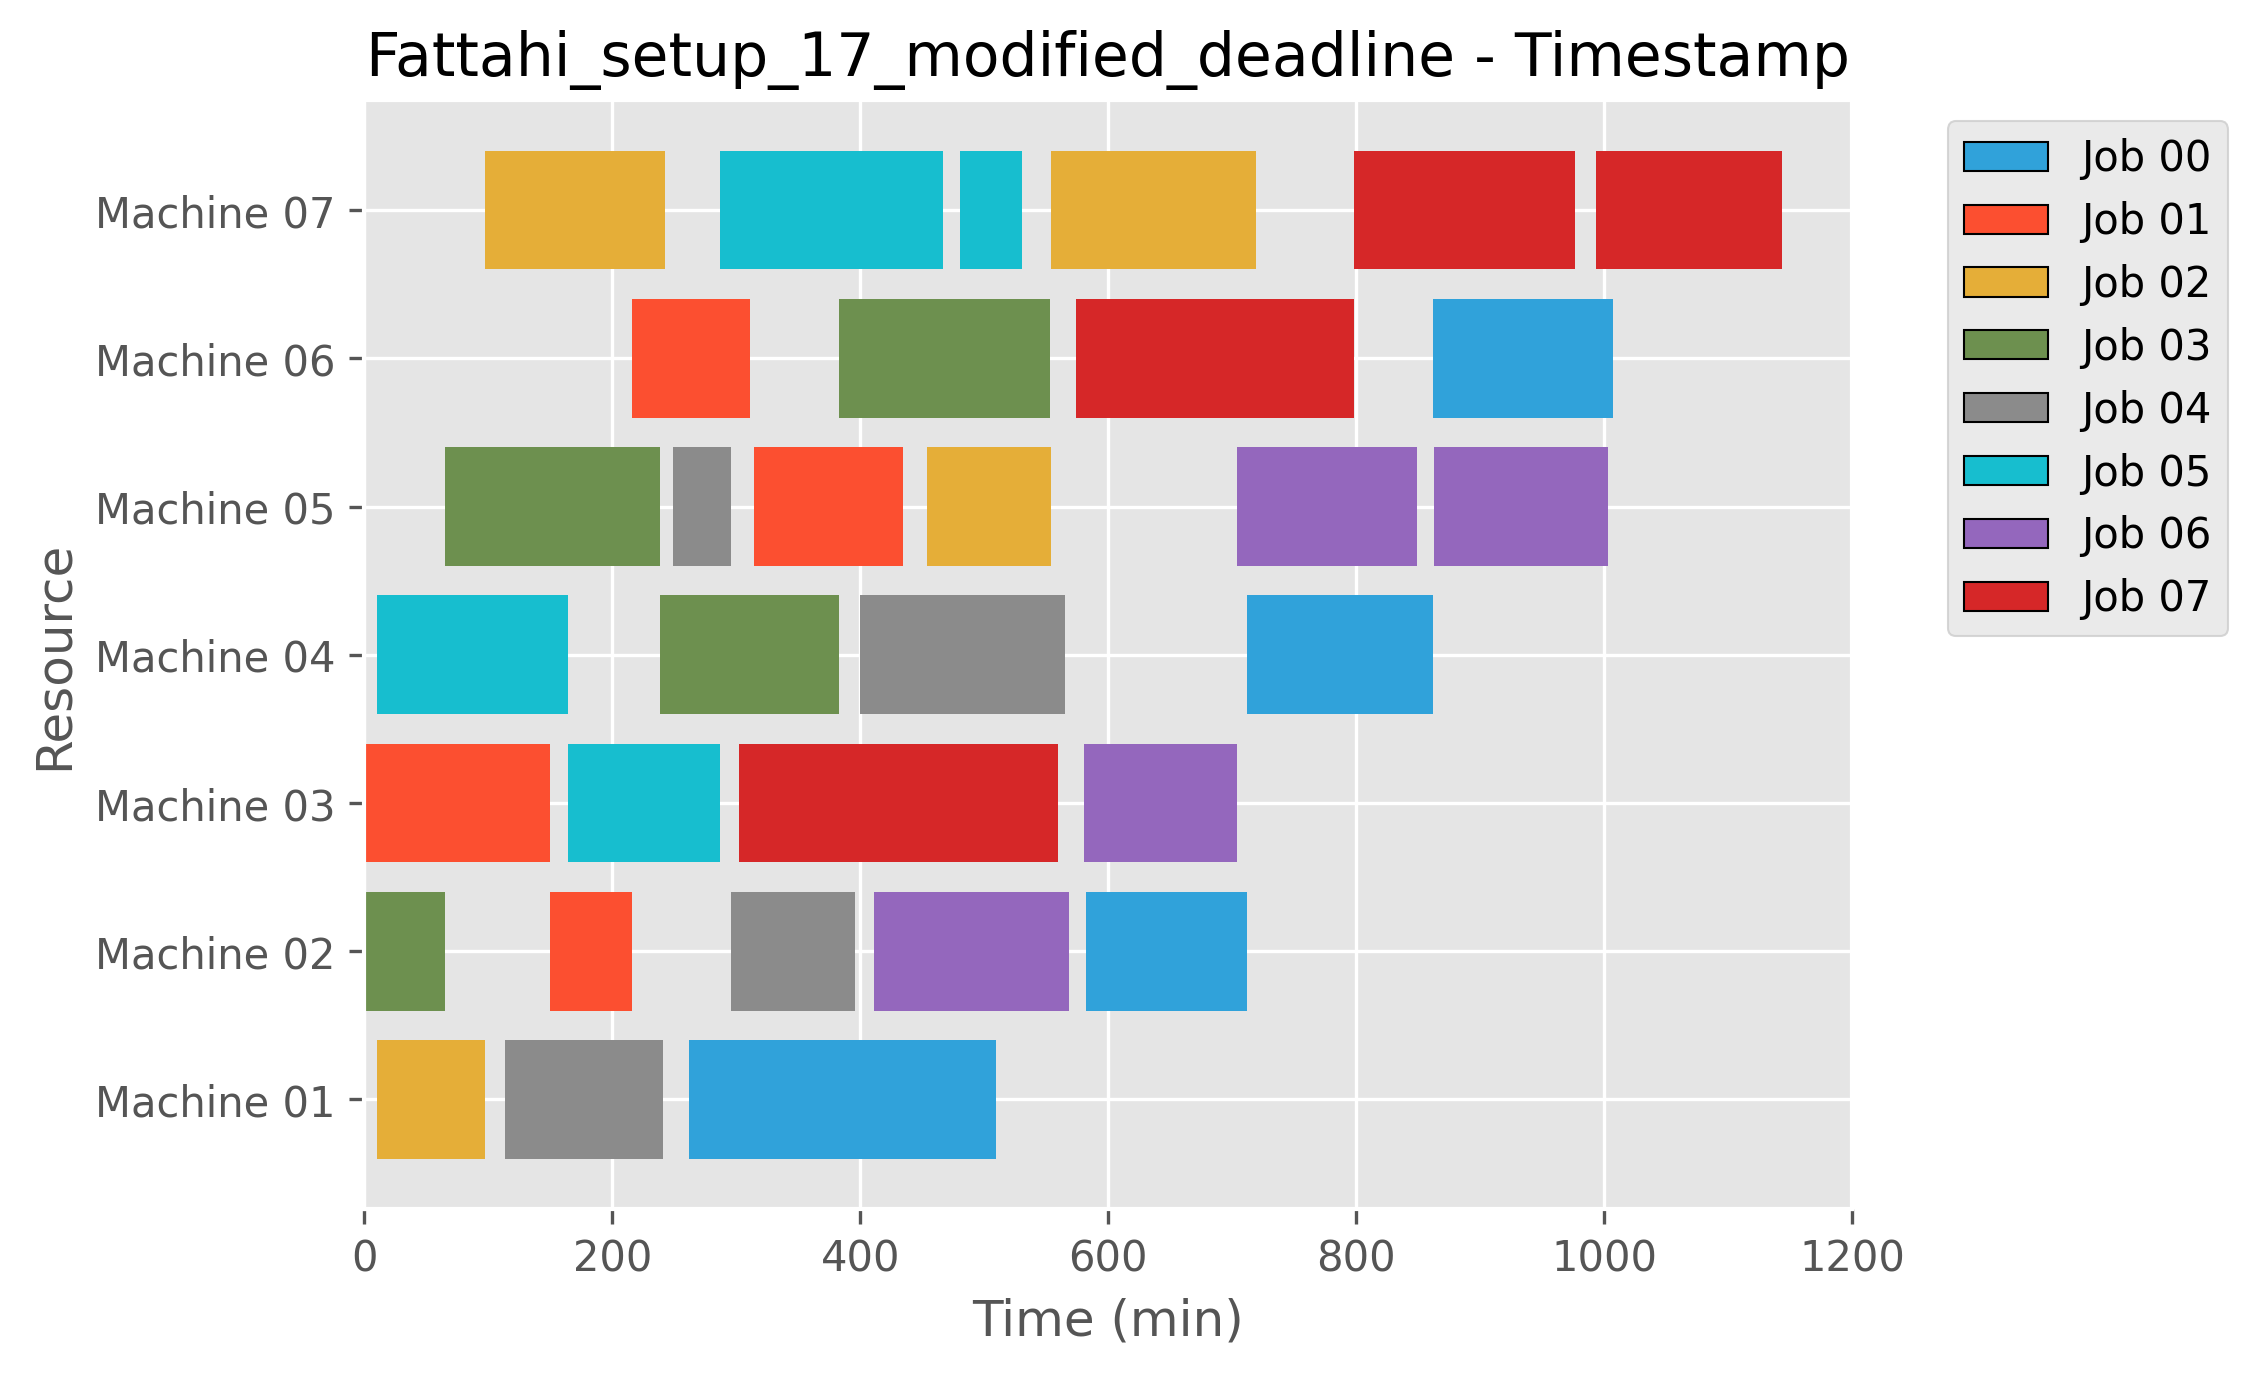 Fattahi_setup_17_modified_deadline - Timestamp
Resource
Machine 07
Machine 06
Machine 05
Machine 04
Machine 03
Machine 02
Machine 01
0 200 400 600 800 1000 1200
Time (min)
Job 00
Job 01
Job 02
Job 03
Job 04
Job 05
Job 06
Job 07